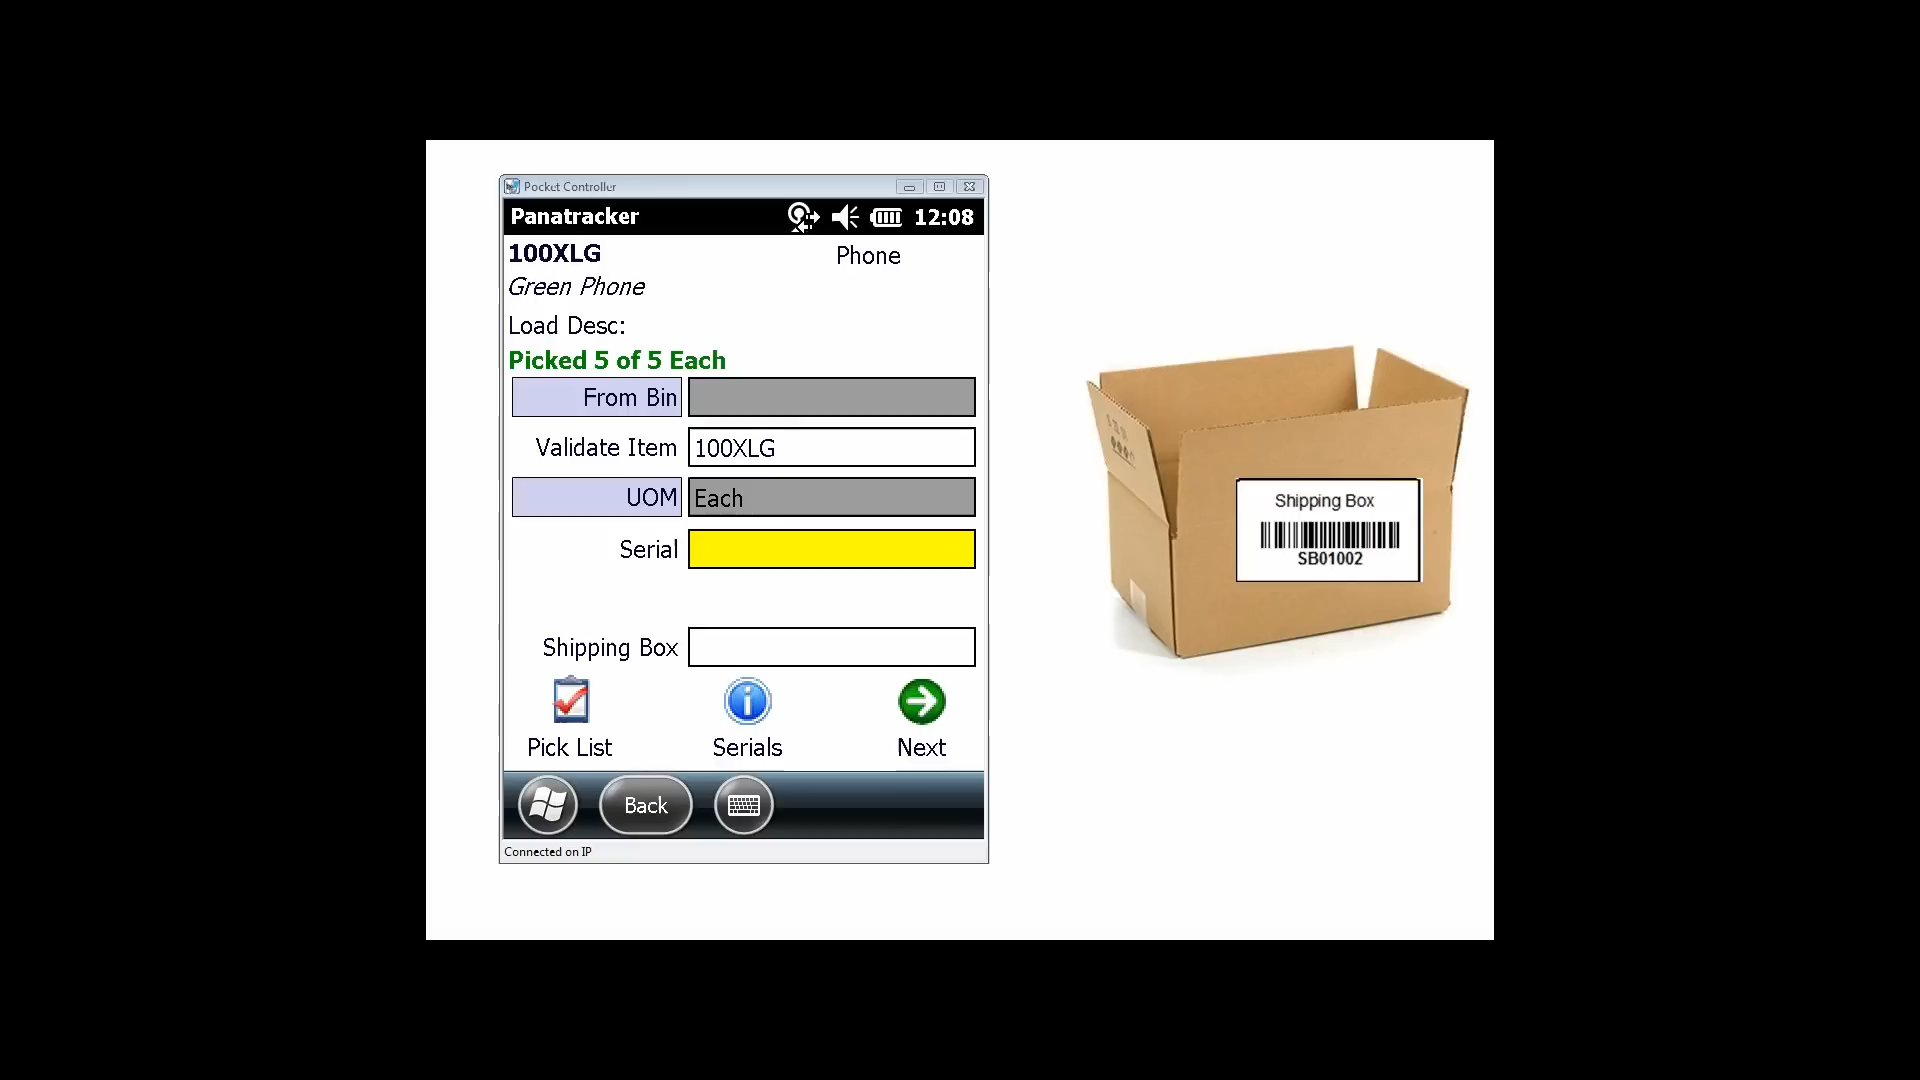 Pocket Controller
Panatracker
12:08
100XLG
Phone
Green Phone
Load Desc:
Picked 5 of 5 Each
From Bin
Validate Item
100XLG
UOM
Each
Serial
Shipping Box
Pick List
Serials
Next
Back
Connected on IP
Shipping Box
SB01002